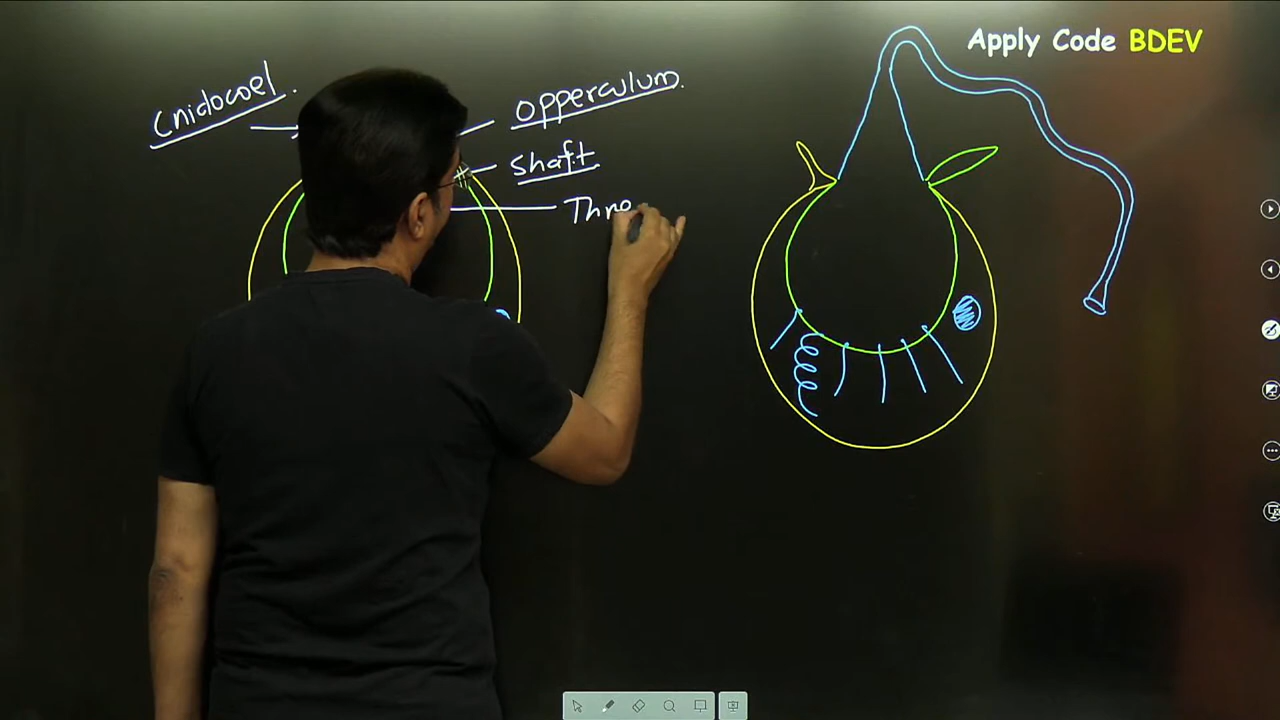 Apply Code BDEV
Cnidocoel.
Opperculum.
Shaft
Thre